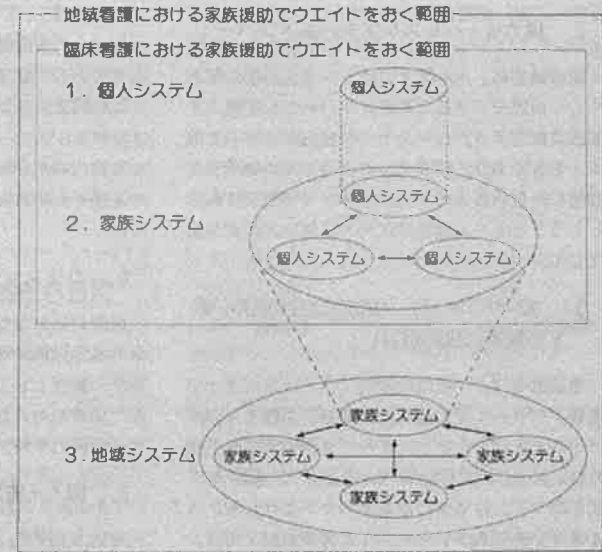 地域看護における家族援助でウエイトをおく範囲
臨床看護における家族援助でウエイトをおく範囲
1. 個人システム
個人システム
個人システム
2. 家族システム
個人システム
個人システム
家族システム
3.地域システム
家族システム
家族システム
家族システム